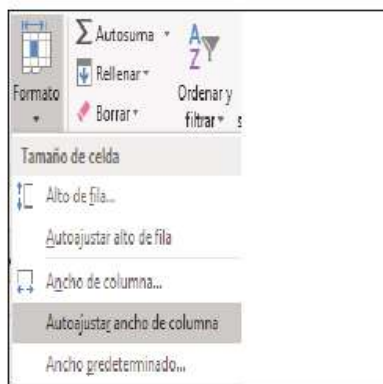 Formato
Autosuma
Rellenar
Borrar
Ordenar y
filtrar
s
Tamaño de celda
Alto de fila...
Autoajustar alto de fila
Ancho de columna...
Autoajustar ancho de columna
Ancho predeterminado...